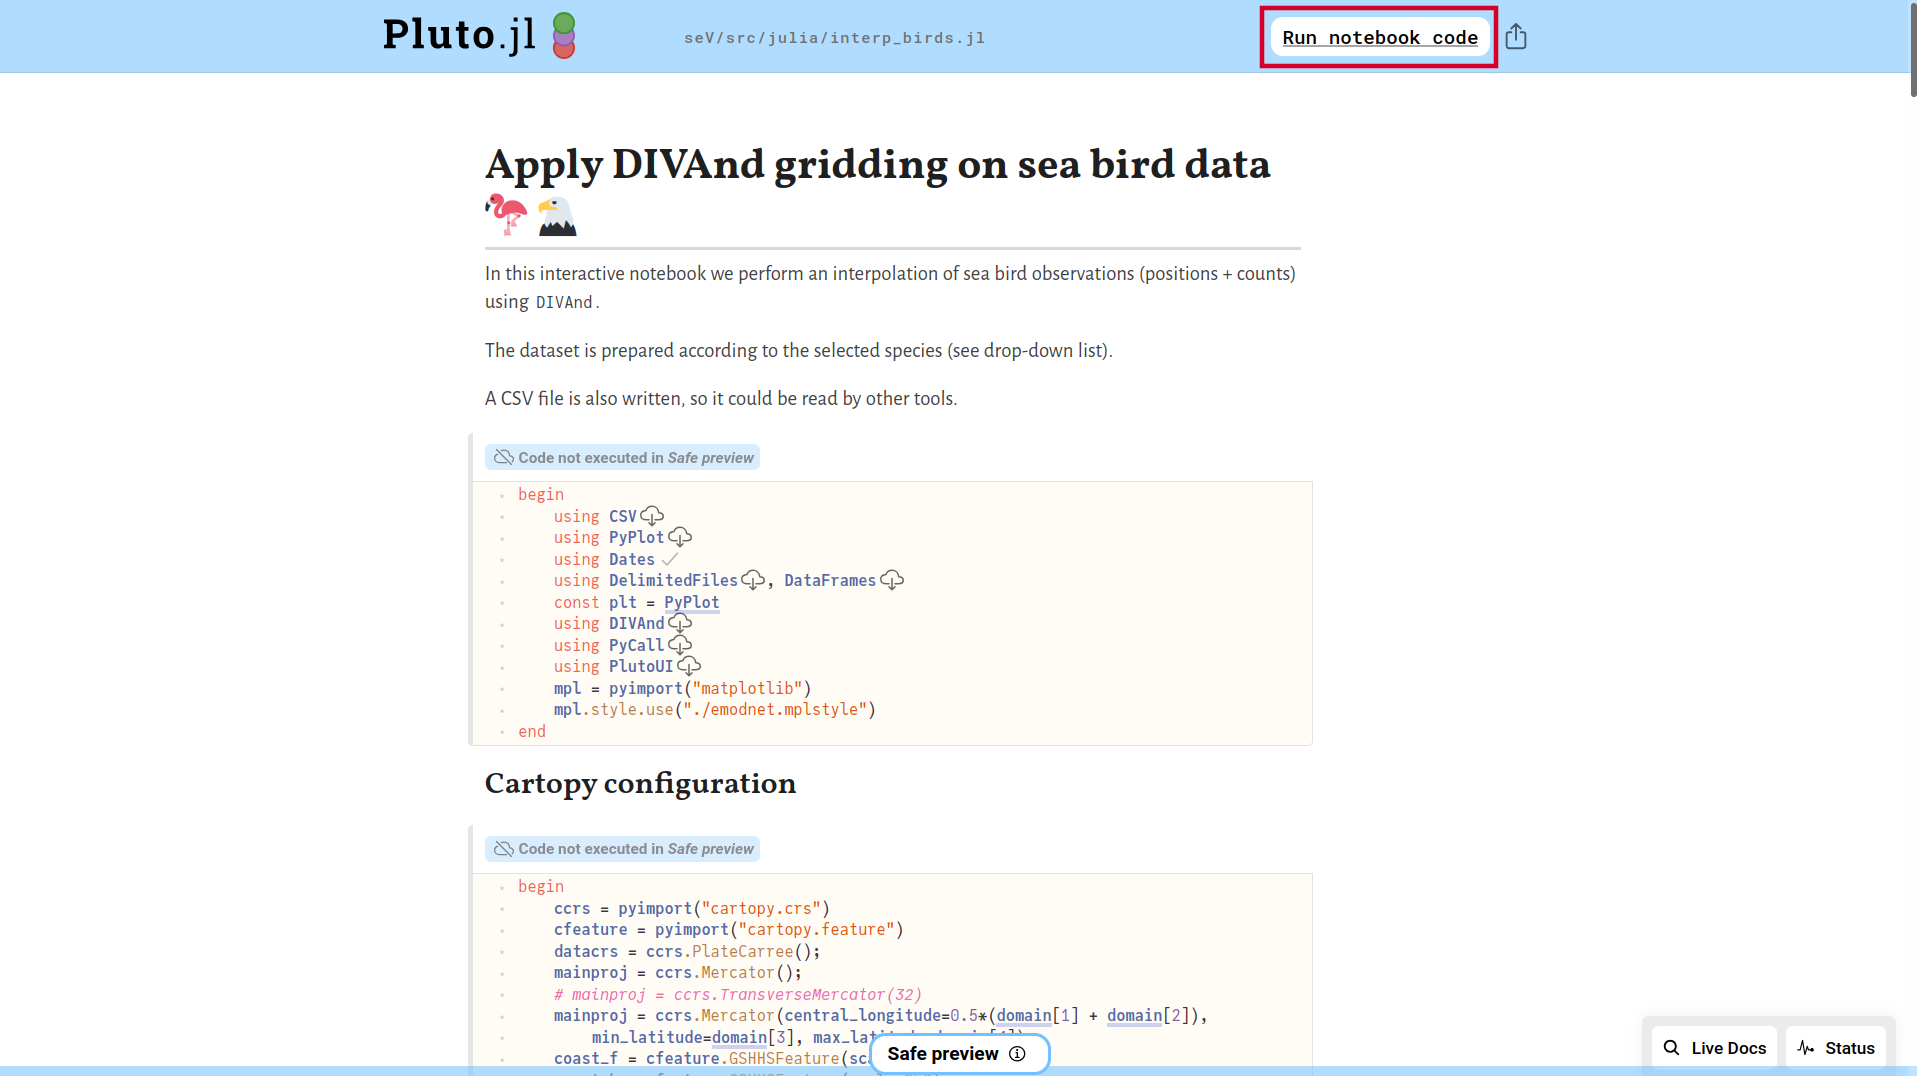 Pluto.jl
seV/src/julia/interp_birds.jl
Run notebook code
Apply DIVAnd gridding on sea bird data
In this interactive notebook we perform an interpolation of sea bird observations (positions + counts)
using DIVAnd.
The dataset is prepared according to the selected species (see drop-down list).
A CSV file is also written, so it could be read by other tools.
Code not executed in Safe preview
begin
using CSV
using PyPlot
using Dates
using DelimitedFiles, DataFrames
const plt = PyPlot
using DIVAnd
using PyCall
using PlutoUI
mpl = pyimport("matplotlib")
mpl.style.use("./emodnet.mplstyle")
end
Cartopy configuration
Code not executed in Safe preview
begin
ccrs = pyimport("cartopy.crs")
cfeature = pyimport("cartopy.feature")
datacrs = ccrs.PlateCarree();
mainproj = ccrs.Mercator();
# mainproj = ccrs.TransverseMercator(32)
mainproj = ccrs.Mercator(central_longitude=0.5*(domain[1] + domain[2]),
min_latitude=domain[3],
coast_f = cfeature.GSHHSFeature(
Safe preview
Live Docs
Status